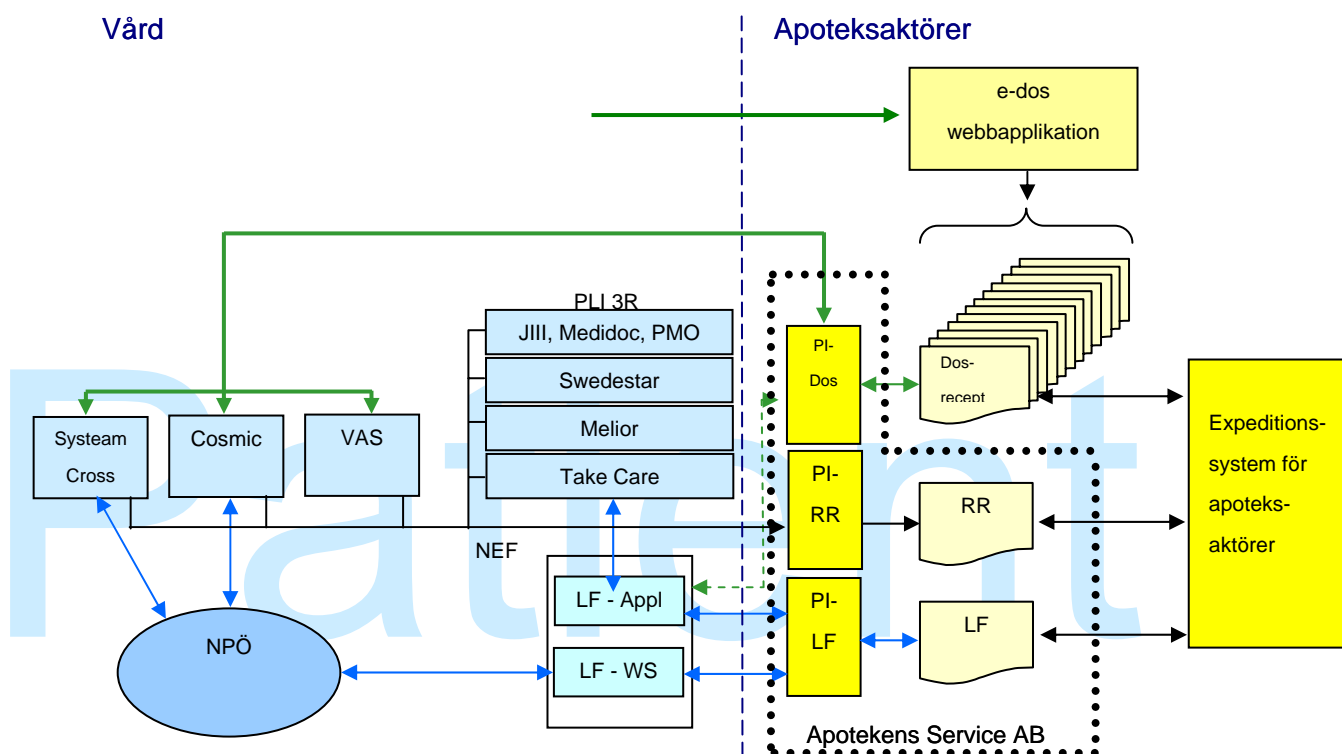 Vård
Apoteksaktörer
e-dos
webbapplikation
PLI 3R
JIII, Medidoc, PMO
Swedestar
Melior
Take Care
Systeam
Cross
Cosmic
VAS
PI-
Dos
Dos-
recept
PI-
RR
RR
NEF
LF - Appl
LF - WS
PI-
LF
LF
NPÖ
Expeditions-
system för
apoteks-
aktörer
Apotekens Service AB
Patient